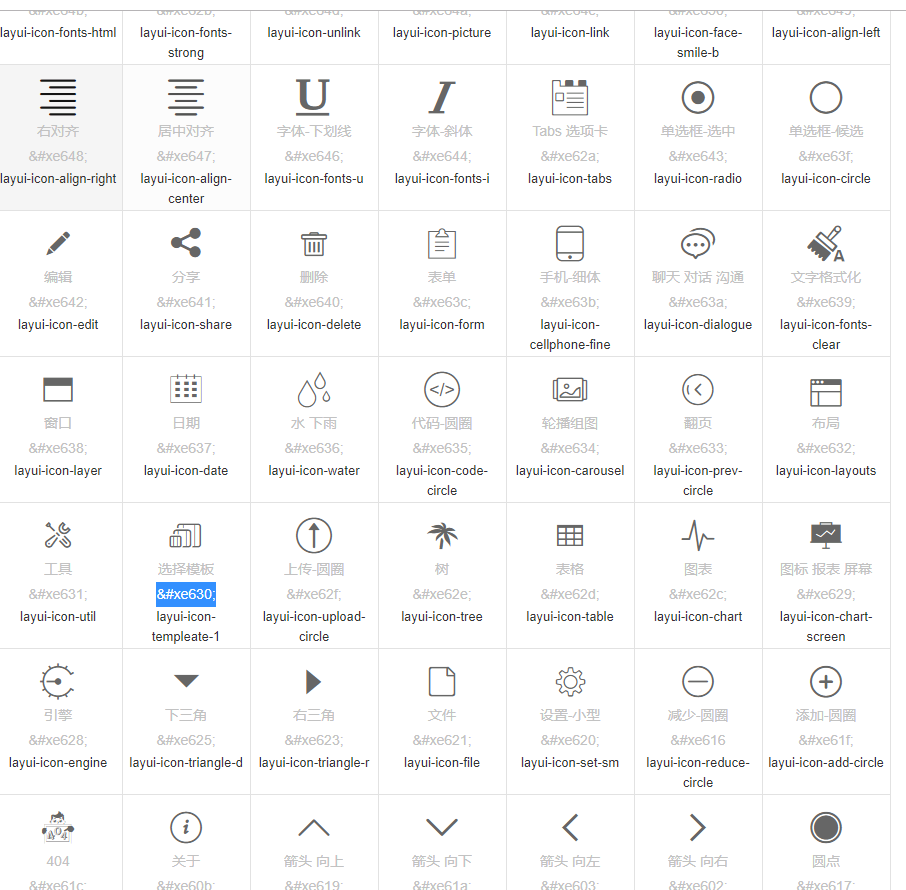 layui-icon-fonts-html
layui-icon-fonts-
strong
layui-icon-unlink
layui-icon-picture
layui-icon-link
layui-icon-face-
smile-b
layui-icon-align-left
右对齐
&#xe648;
layui-icon-align-right
居中对齐
&#xe647;
layui-icon-align-
center
字体-下划线
&#xe646;
layui-icon-fonts-u
字体-斜体
&#xe644;
layui-icon-fonts-i
Tabs 选项卡
&#xe62a;
layui-icon-tabs
单选框-选中
&#xe643;
layui-icon-radio
单选框-候选
&#xe63f;
layui-icon-circle
编辑
&#xe642;
layui-icon-edit
分享
&#xe641;
layui-icon-share
删除
&#xe640;
layui-icon-delete
表单
&#xe63c;
layui-icon-form
手机-细体
&#xe63b;
layui-icon-
cellphone-fine
聊天 对话 沟通
&#xe63a;
layui-icon-dialogue
文字格式化
&#xe639;
layui-icon-fonts-
clear
窗口
&#xe638;
layui-icon-layer
日期
&#xe637;
layui-icon-date
水 下雨
&#xe636;
layui-icon-water
代码-圆圈
&#xe635;
layui-icon-code-
circle
轮播组图
&#xe634;
layui-icon-carousel
翻页
&#xe633;
layui-icon-prev-
circle
布局
&#xe632;
layui-icon-layouts
工具
&#xe631;
layui-icon-util
选择模板
&#xe630;
layui-icon-
templeate-1
上传-圆圈
&#xe62f;
layui-icon-upload-
circle
树
&#xe62e;
layui-icon-tree
表格
&#xe62d;
layui-icon-table
图表
&#xe62c;
layui-icon-chart
图标 报表 屏幕
&#xe629;
layui-icon-chart-
screen
引擎
&#xe628;
layui-icon-engine
下三角
&#xe625;
layui-icon-triangle-d
右三角
&#xe623;
layui-icon-triangle-r
文件
&#xe621;
layui-icon-file
设置-小型
&#xe620;
layui-icon-set-sm
减少-圆圈
&#xe616
layui-icon-reduce-
circle
添加-圆圈
&#xe61f;
layui-icon-add-circle
404
&#xe61c;
关于
&#xe60b;
箭头 向上
&#xe619;
箭头 向下
&#xe61a;
箭头 向左
&#xe603;
箭头 向右
&#xe602;
圆点
&#xe617;